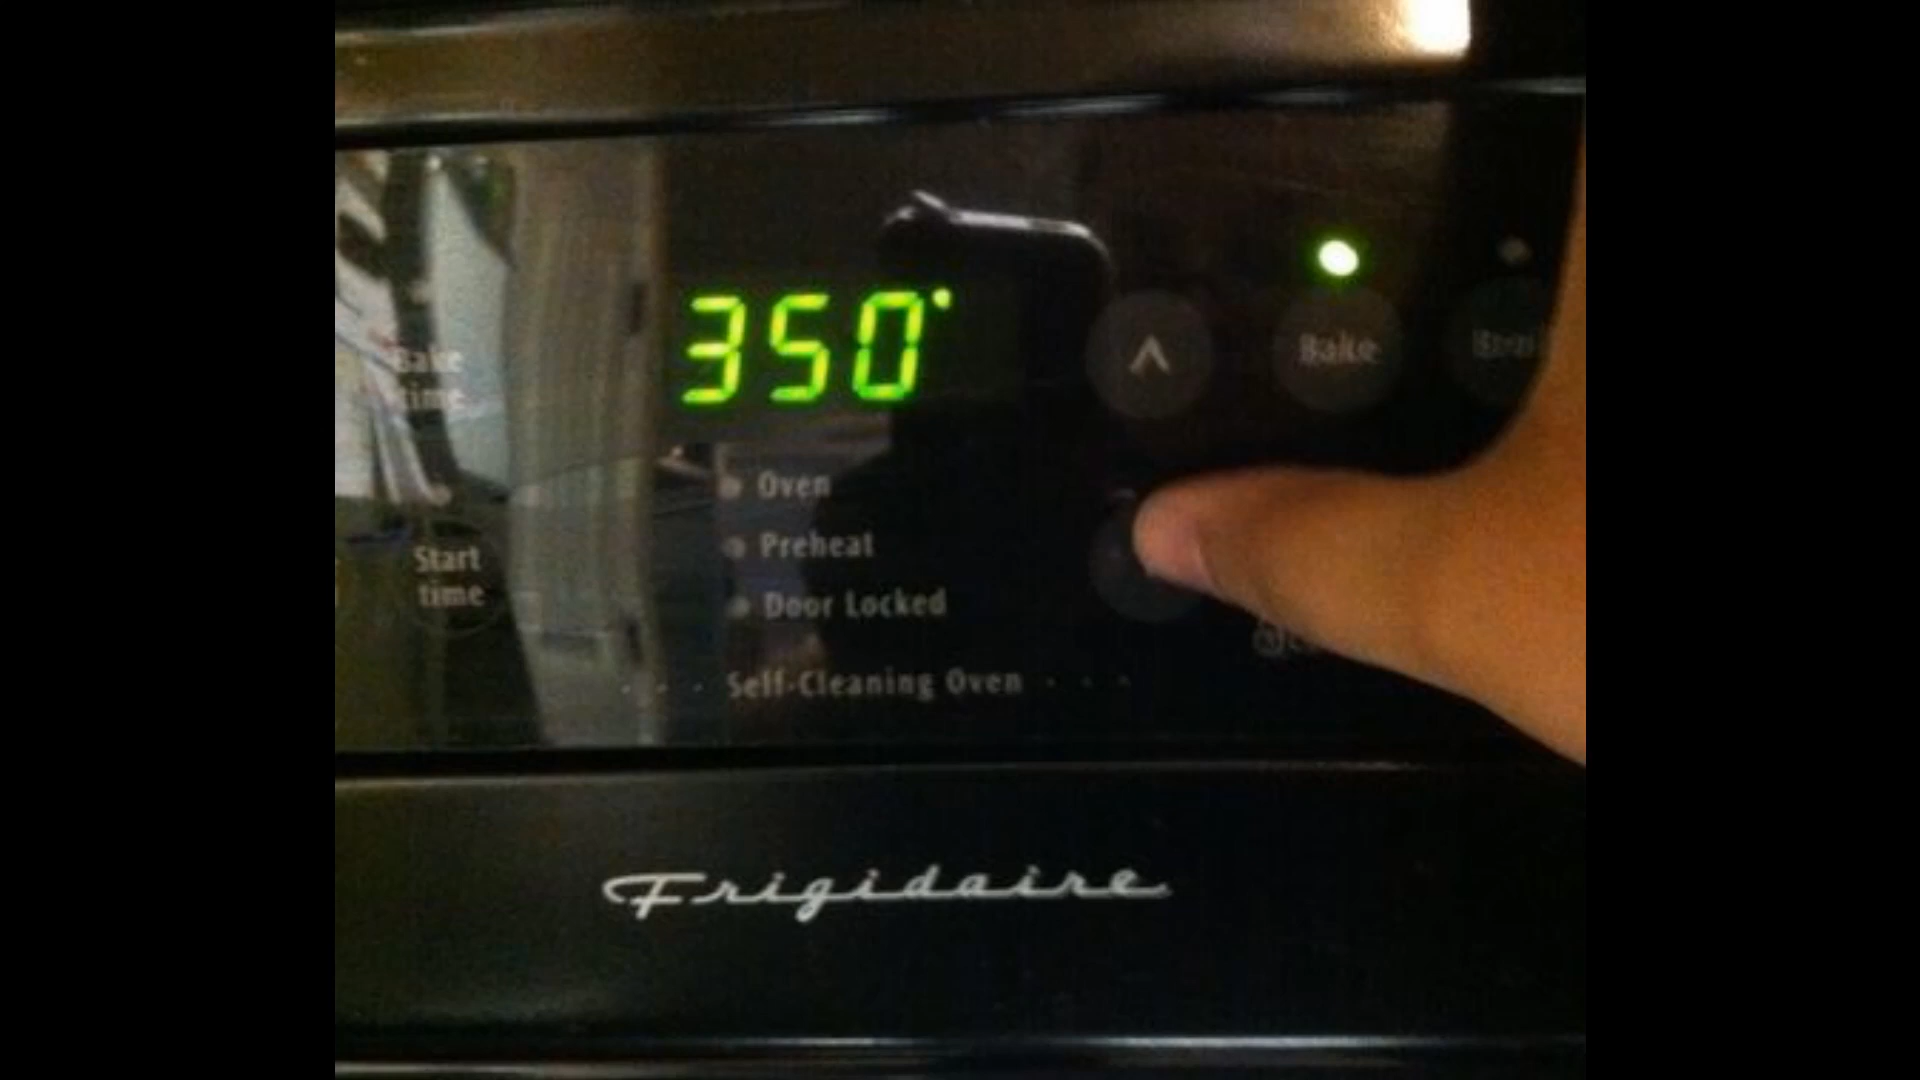 350°
Bake
time
Bake
Oven
Preheat
Start
time
Door Locked
Self-Cleaning Oven
Frigidaire